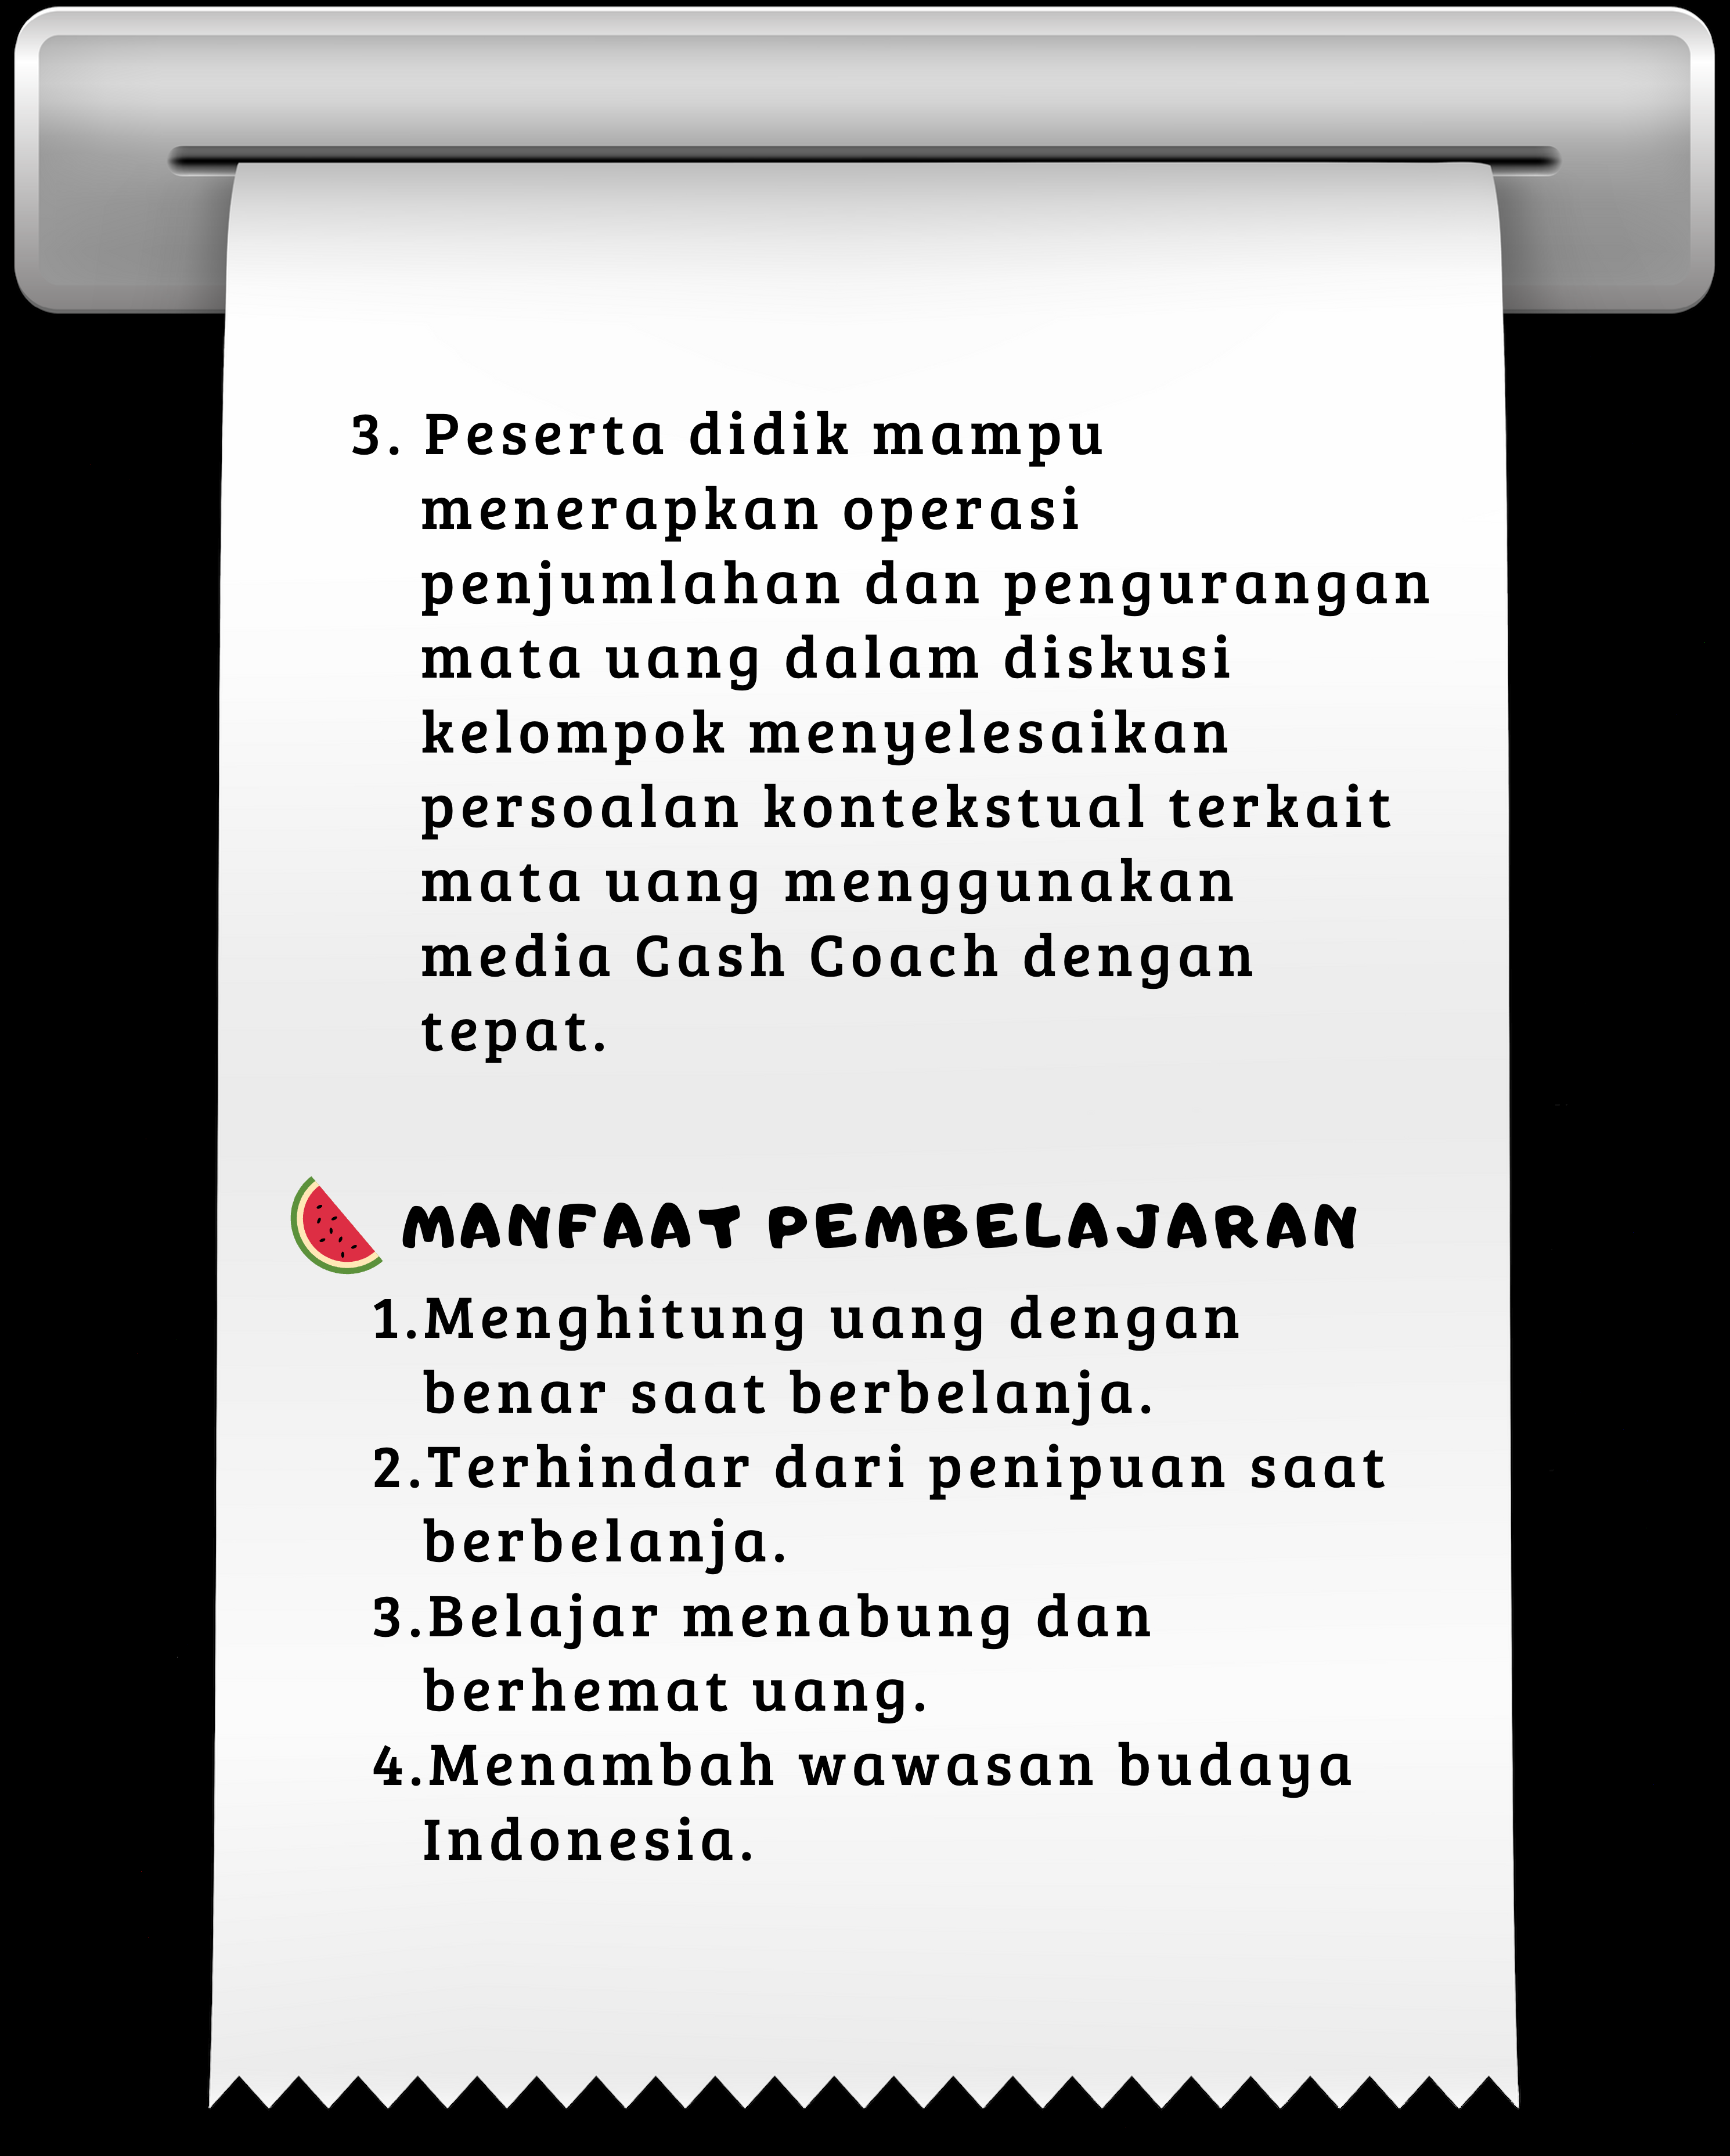 3. Peserta didik mampu
menerapkan operasi
penjumlahan dan pengurangan
mata uang dalam diskusi
kelompok menyelesaikan
persoalan kontekstual terkait
mata uang menggunakan
media Cash Coach dengan
tepat.
MANFAAT PEMBELAJARAN
1.Menghitung uang dengan
benar saat berbelanja.
2.Terhindar dari penipuan saat
berbelanja.
3.Belajar menabung dan
berhemat uang.
4.Menambah wawasan budaya
Indonesia.